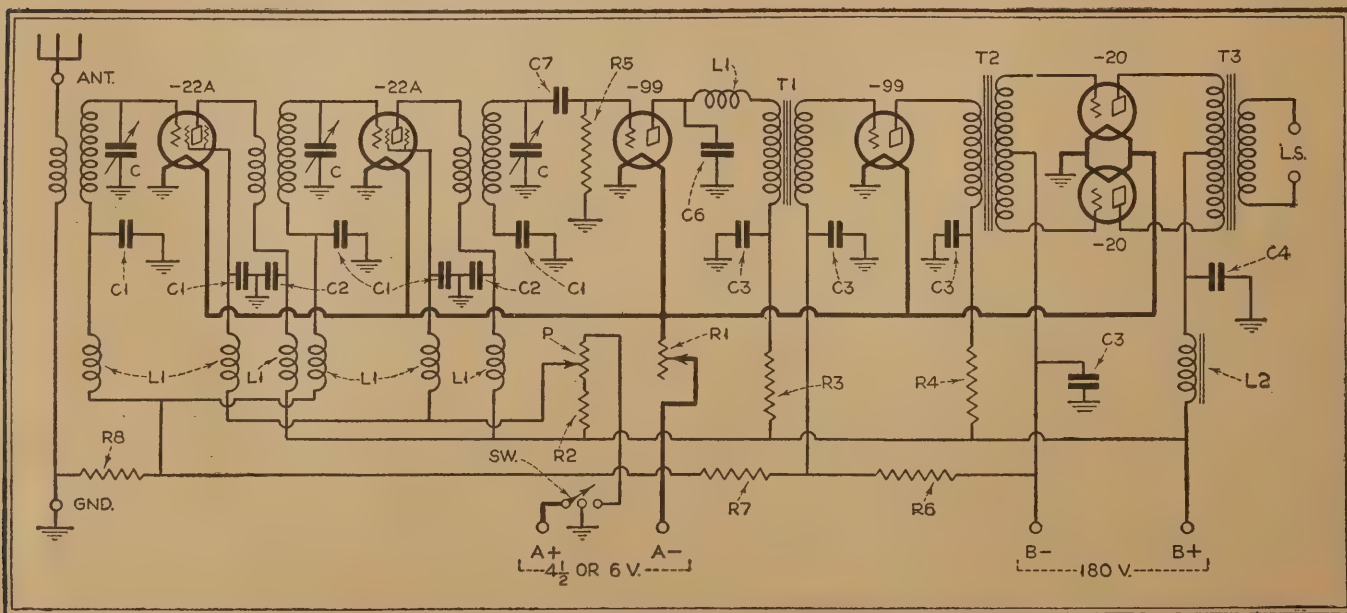 -22A
-22A
C7
R5
-99
L1
T1
-99
T2
-20
T3
ANT.
C
C
C
L.S.
C6
-20
C1
C1
C2
C1
C2
C1
C3
C3
C3
C4
P
R1
C3
L1
L1
L1
L1
R3
R4
L2
R8
R2
SW.
GND.
R7
R6
A+
A-
B-
B+
4 1/2 OR 6 V.
180 V.